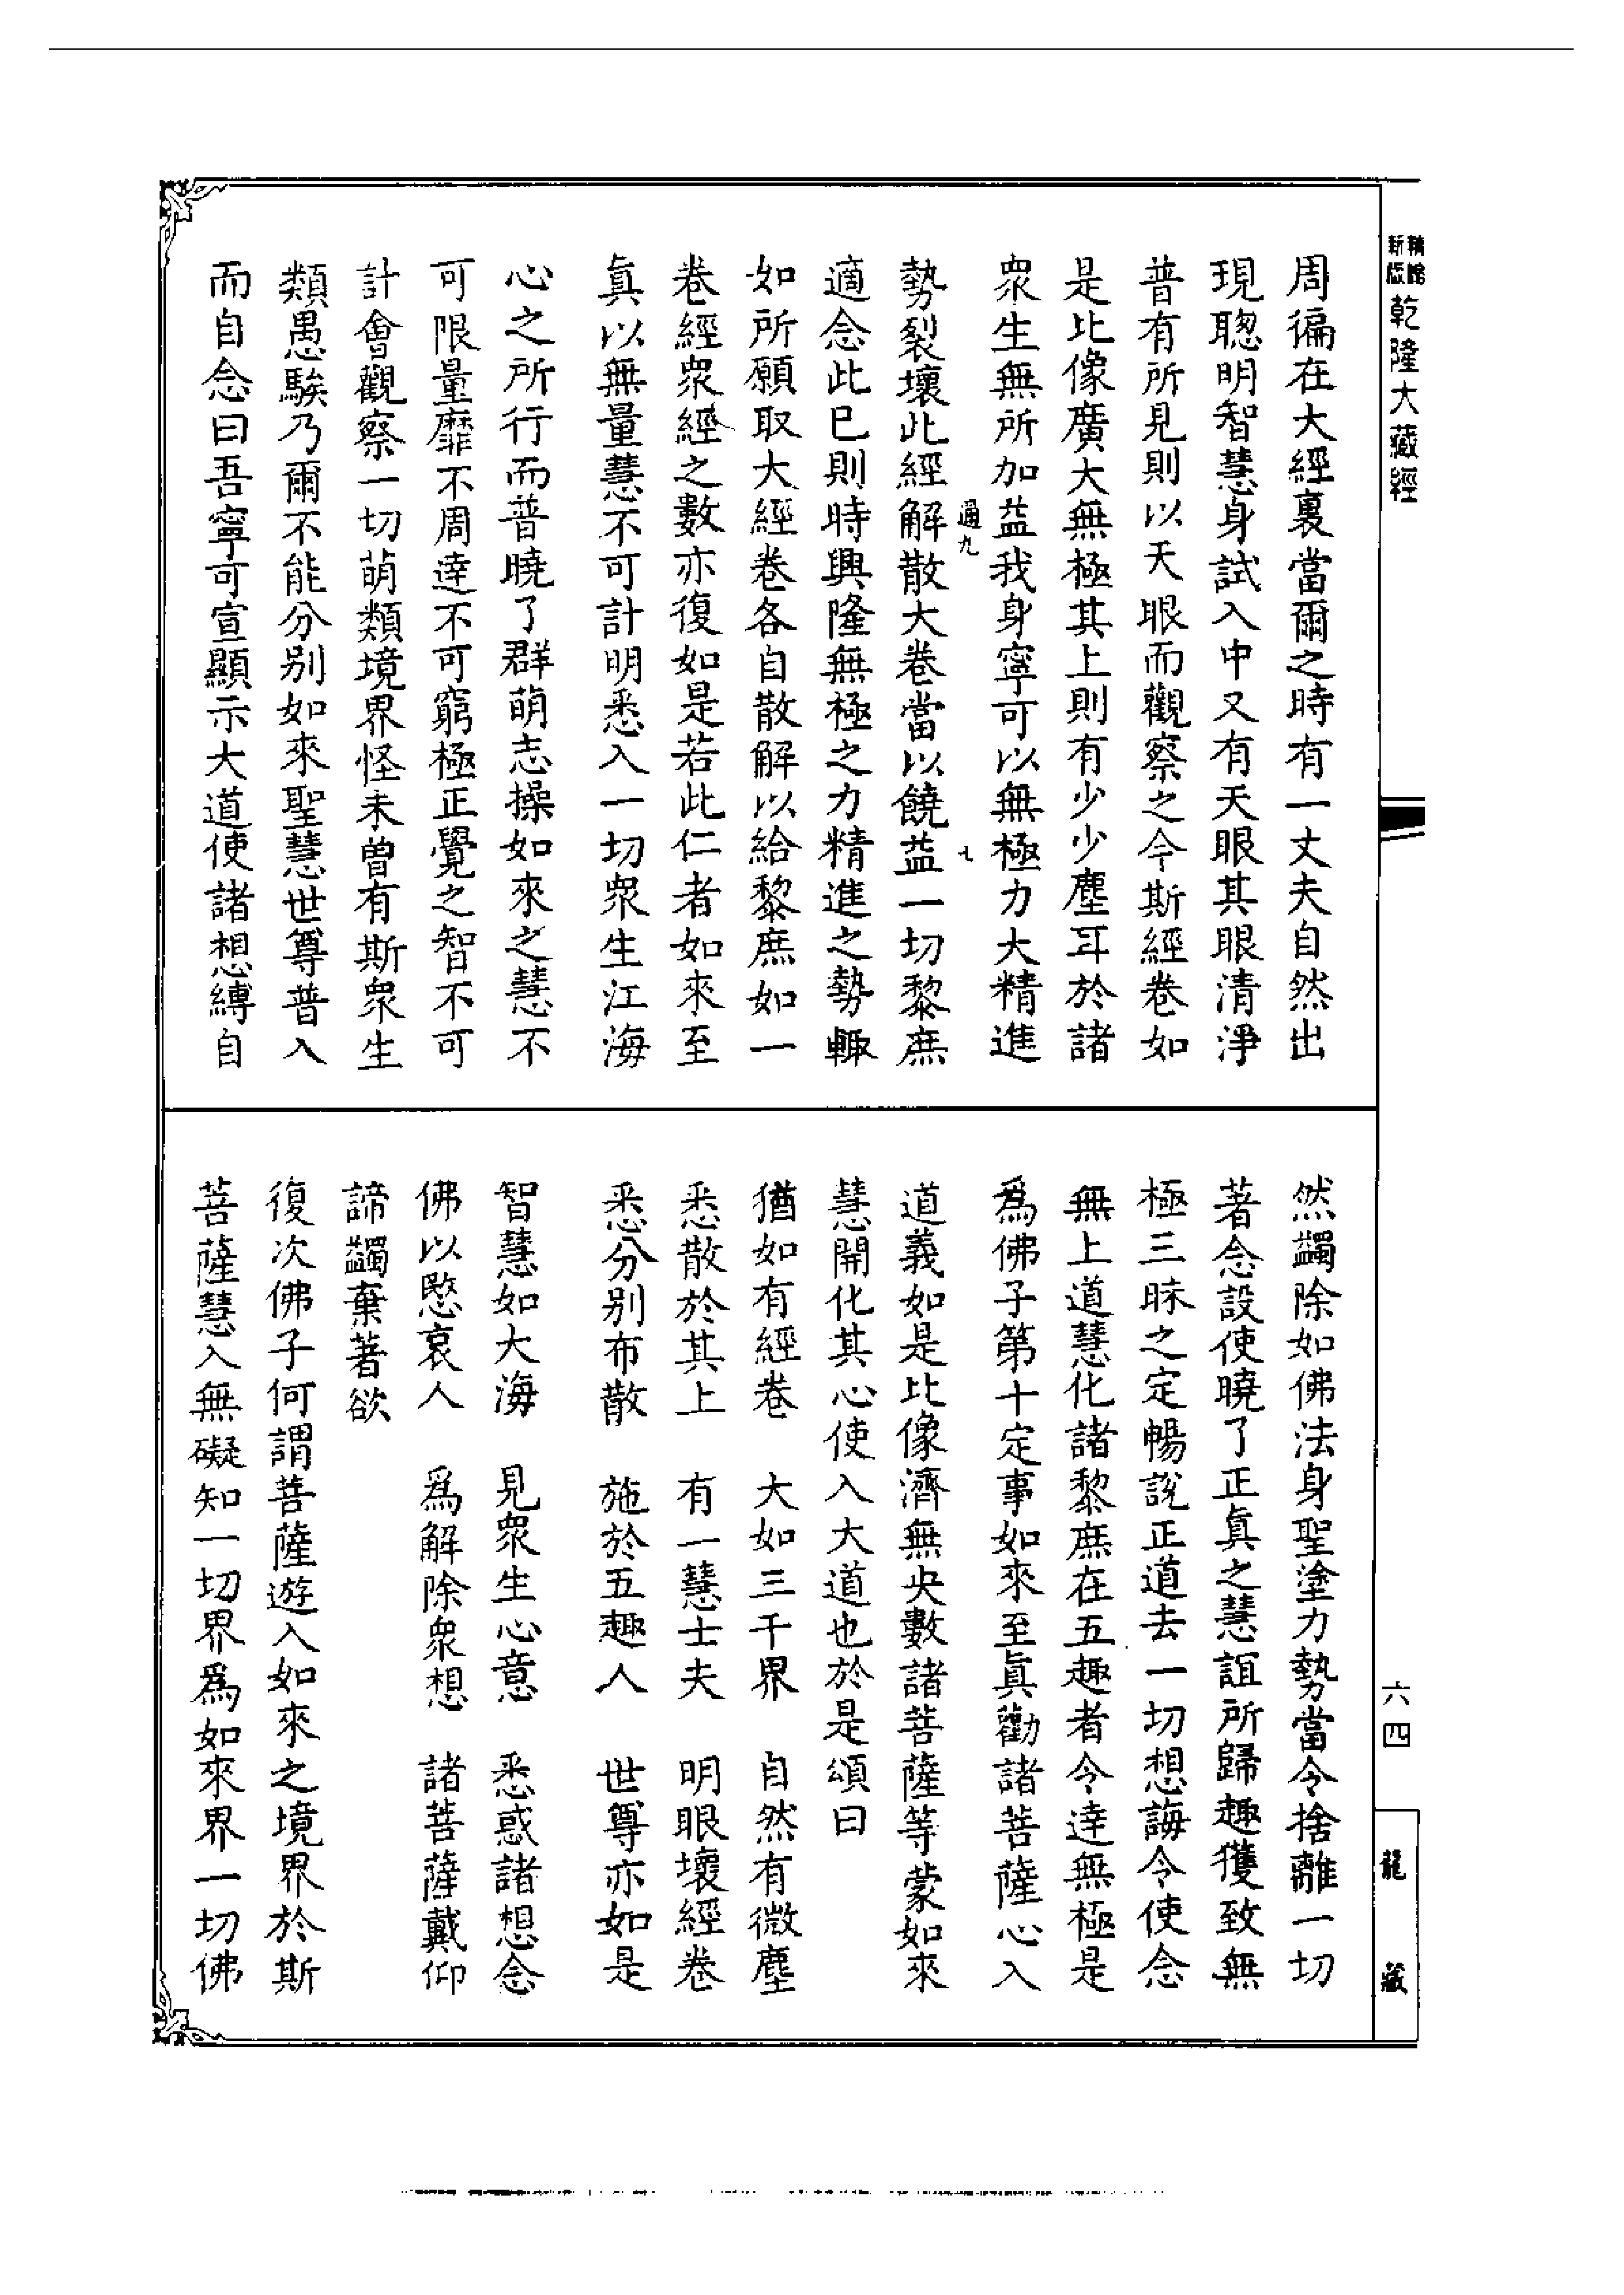 新版精縮乾隆大藏經
周徧在大經裏當爾之時有一丈夫自然出
現聰明智慧身試入中又有天眼其眼清淨
普有所見則以天眼而觀察之今斯經卷如
是比像廣大無極其上則有少少塵耳於諸
衆生無所加益我身寧可以無極力大精進
通九 七
勢裂壞此經解散大卷當以饒益一切黎庶
適念此已則時興隆無極之力精進之勢輙
如所願取大經卷各自散解以給黎庶如一
卷經衆經之數亦復如是若此仁者如來至
眞以無量慧不可計明悉入一切衆生江海
心之所行而普曉了群萌志操如來之慧不
可限量靡不周達不可窮極正覺之智不可
計會觀察一切萌類境界怪未曾有斯衆生
類愚騃乃爾不能分别如來聖慧世尊普入
而自念曰吾寧可宣顯示大道使諸想縛自
然蠲除如佛法身聖塗力勢當令捨離一切
著念設使曉了正眞之慧誼所歸趣獲致無
極三昧之定暢說正道去一切想誨令使念
無上道慧化諸黎庶在五趣者令達無極是
爲佛子第十定事如來至眞勸諸菩薩心入
道義如是比像濟無央數諸菩薩等蒙如來
慧開化其心使入大道也於是頌曰
猶如有經卷 大如三千界 自然有微塵
悉散於其上 有一慧士夫 明眼壞經卷
悉分别布散 施於五趣人 世尊亦如是
智慧如大海 見衆生心意 悉惑諸想念
佛以愍哀人 爲解除衆想 諸菩薩戴仰
諦蠲棄著欲
復次佛子何謂菩薩遊入如來之境界於斯
菩薩慧入無礙知一切界爲如來界一切佛
六四
龍藏